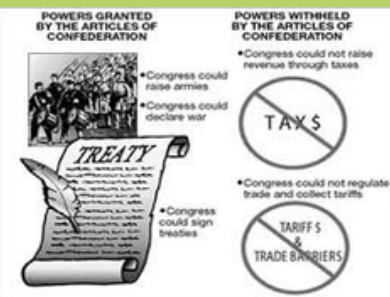 POWERS GRANTED
BY THE ARTICLES OF
CONFEDERATION
•Congress could
raise armies
•Congress could
declare war
TREATY
•Congress
could sign
treaties
POWERS WITHHELD
BY THE ARTICLES OF
CONFEDERATION
•Congress could not raise
revenue through taxes
TAX$
•Congress could not regulate
trade and collect tariffs
TARIFF $
&
TRADE BARRIERS